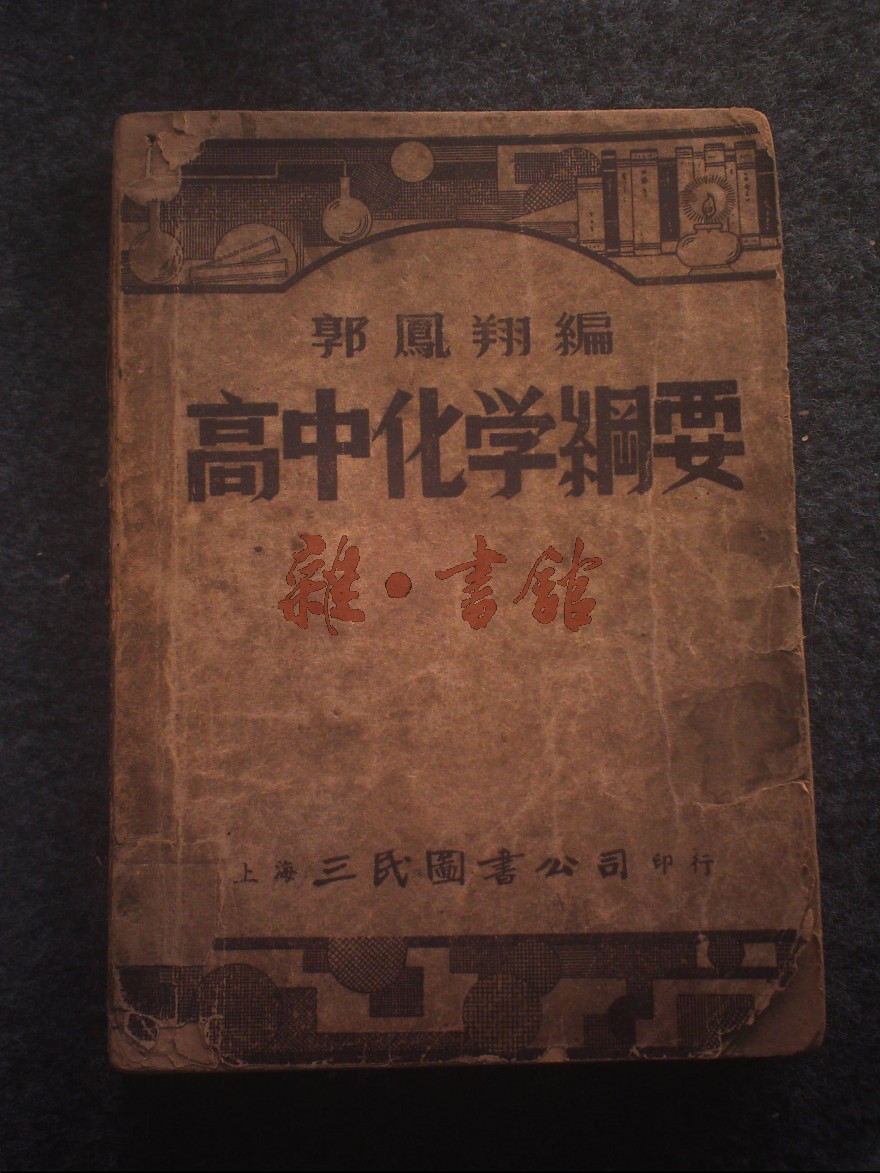 郭鳳翔編
高中化学綱要
雜·書館
上海三民圖書公司印行